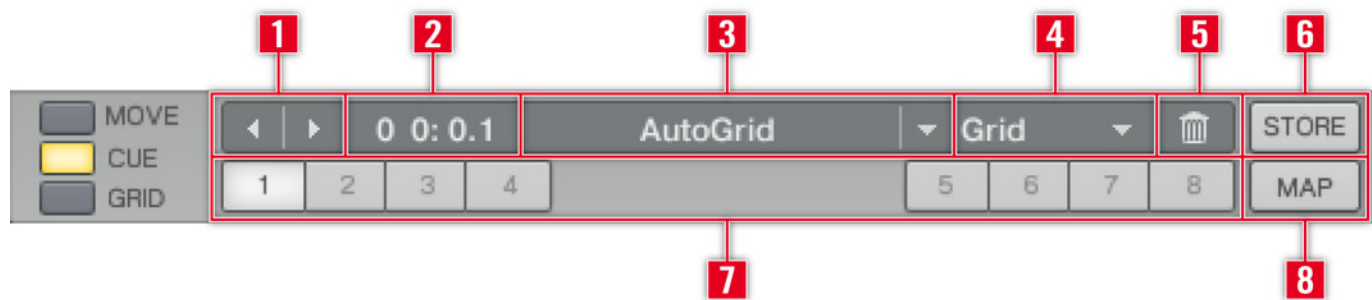 1 2 3 4 5 6
MOVE 0 0: 0.1 AutoGrid Grid STORE
CUE
GRID 1 2 3 4 5 6 7 8 MAP
7 8